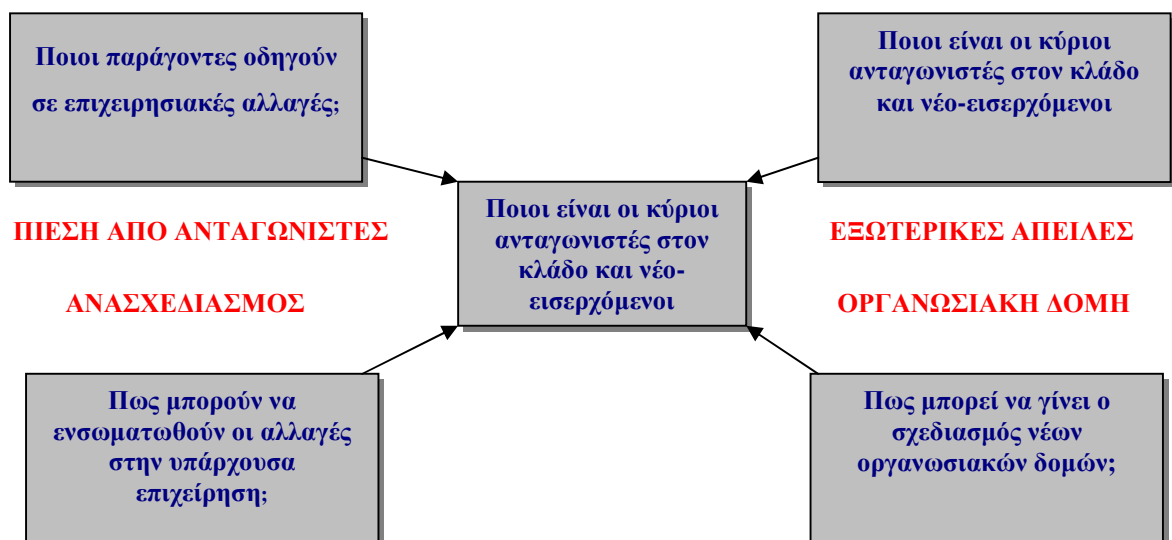 Ποιοι παράγοντες οδηγούν
σε επιχειρησιακές αλλαγές;
Ποιοι είναι οι κύριοι
ανταγωνιστές στον κλάδο
και νέο-εισερχόμενοι
Ποιοι είναι οι κύριοι
ανταγωνιστές στον
κλάδο και νέο-
εισερχόμενοι
ΠΙΕΣΗ ΑΠΟ ΑΝΤΑΓΩΝΙΣΤΕΣ
ΑΝΑΣΧΕΔΙΑΣΜΟΣ
ΕΞΩΤΕΡΙΚΕΣ ΑΠΕΙΛΕΣ
ΟΡΓΑΝΩΣΙΑΚΗ ΔΟΜΗ
Πως μπορούν να
ενσωματωθούν οι αλλαγές
στην υπάρχουσα
επιχείρηση;
Πως μπορεί να γίνει ο
σχεδιασμός νέων
οργανωσιακών δομών;